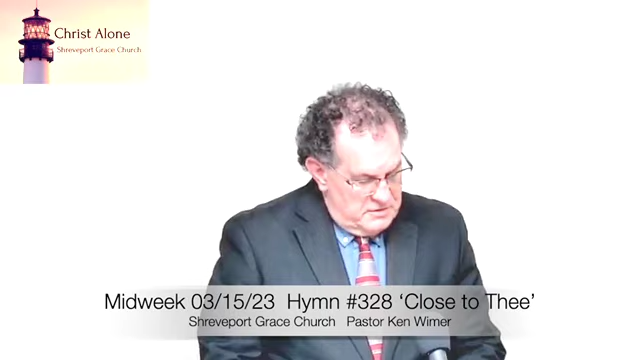 Christ Alone
Shreveport Grace Church
Midweek 03/15/23 Hymn #328 ‘Close to Thee’
Shreveport Grace Church Pastor Ken Wimer